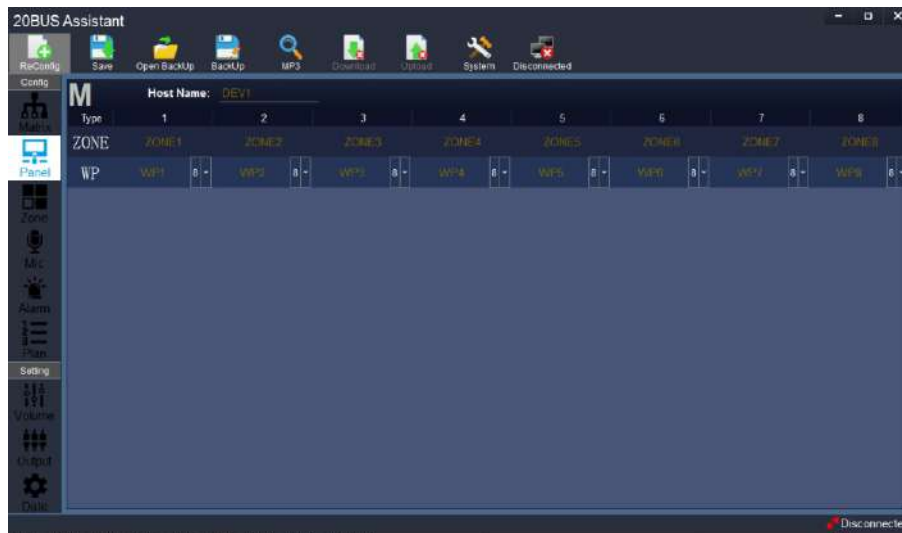 20BUS Assistant
ReConfig Save Open BackUp BackUp MP3 Download Upload System Disconnected
Config
M Host Name: DEV1
Matrix
Type 1 2 3 4 5 6 7 8
ZONE ZONE1 ZONE2 ZONE3 ZONE4 ZONE5 ZONE6 ZONE7 ZONE8
Panel
WP WP1 8 WP2 8 WP3 8 WP4 8 WP5 8 WP6 8 WP7 8 WP8 8
Zone
Mic
Alarm
Plan
Setting
Volume
Output
Date
Disconnecte